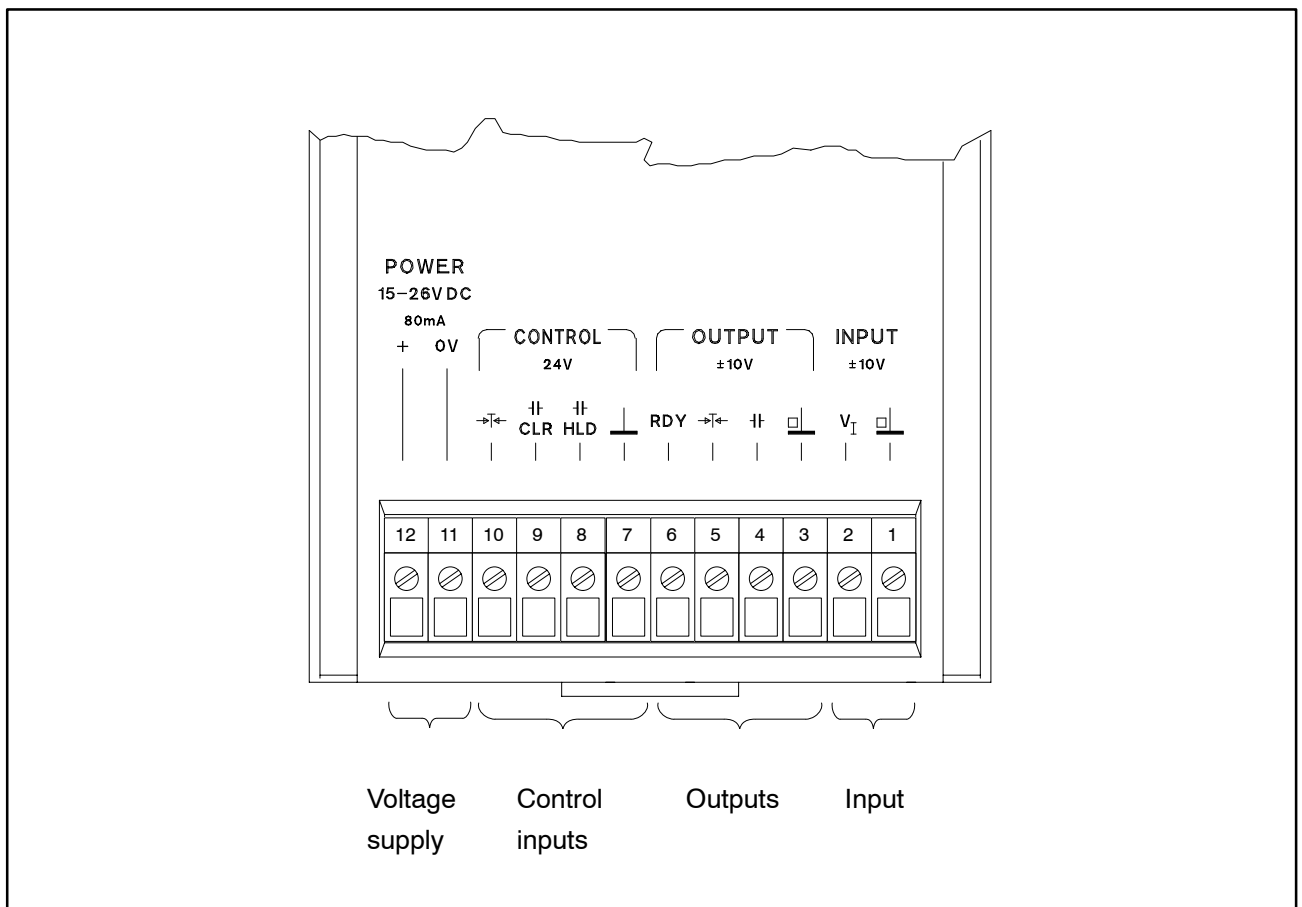 POWER
15-26V DC
80mA
+ 0V
CONTROL
24V
CLR HLD
OUTPUT
±10V
RDY
INPUT
±10V
VI
12 11 10 9 8 7 6 5 4 3 2 1
Voltage supply
Control inputs
Outputs
Input